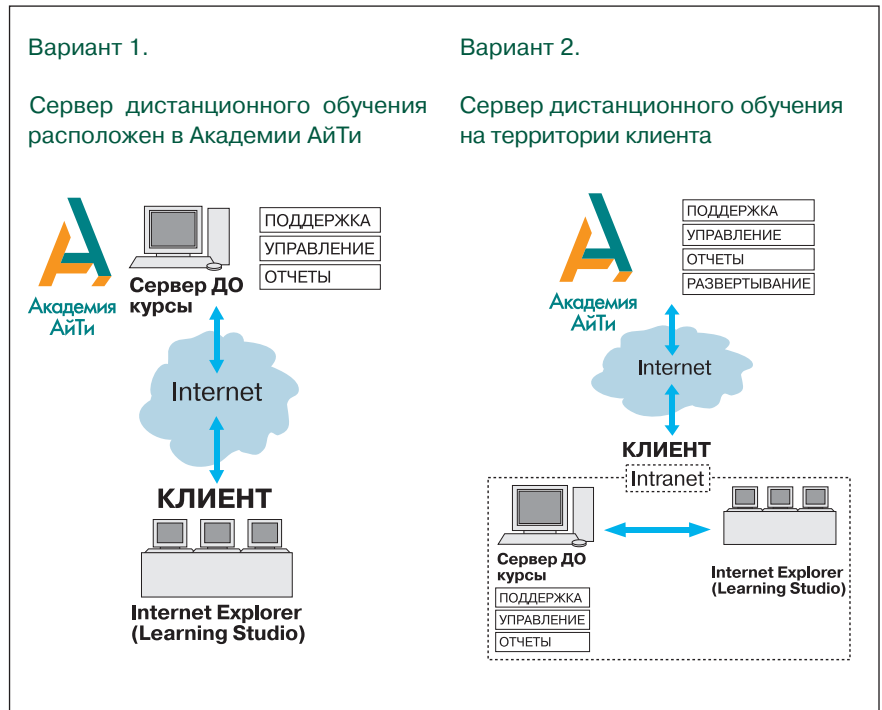 Вариант 1.
Сервер дистанционного обучения
расположен в Академии АйТи
Академия
АйТи
Сервер ДО
курсы
ПОДДЕРЖКА
УПРАВЛЕНИЕ
ОТЧЕТЫ
Internet
КЛИЕНТ
Internet Explorer
(Learning Studio)
Вариант 2.
Сервер дистанционного обучения
на территории клиента
Академия
АйТи
ПОДДЕРЖКА
УПРАВЛЕНИЕ
ОТЧЕТЫ
РАЗВЕРТЫВАНИЕ
Internet
КЛИЕНТ
Intranet
Сервер ДО
курсы
ПОДДЕРЖКА
УПРАВЛЕНИЕ
ОТЧЕТЫ
Internet Explorer
(Learning Studio)